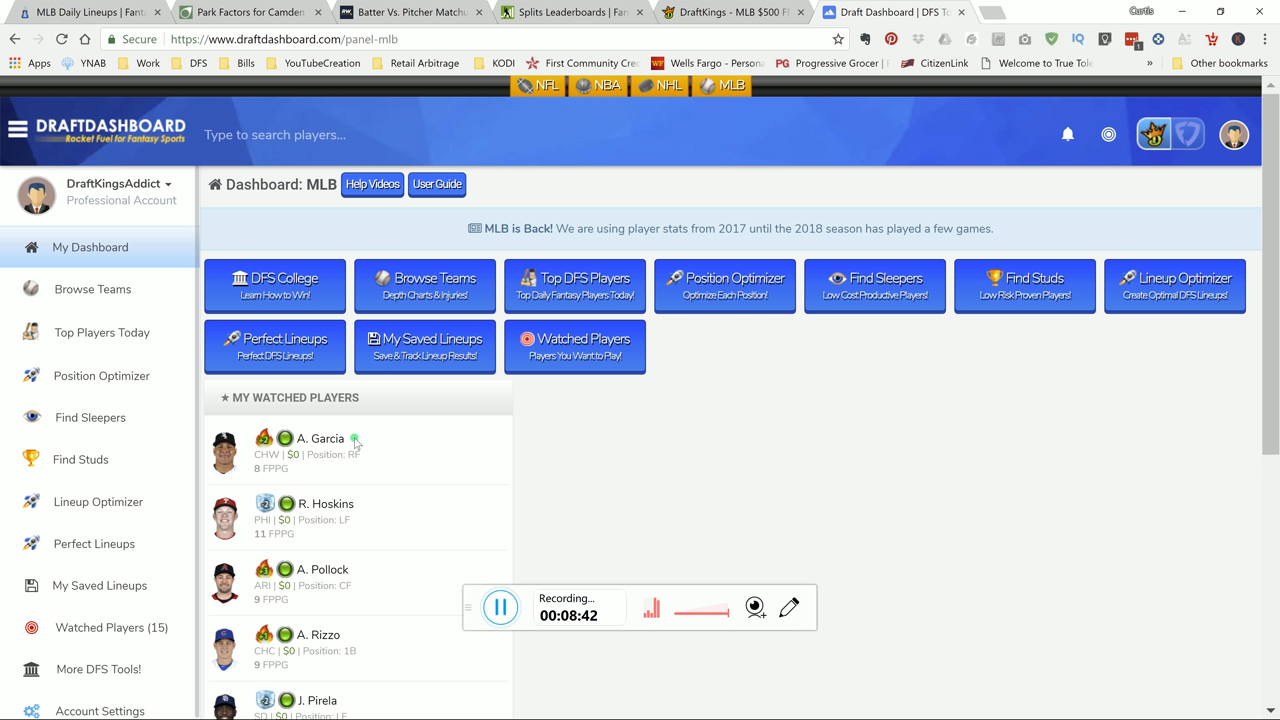 MLB Daily Lineups | Fanta
Park Factors for Camden
Batter Vs. Pitcher Matchu
Splits Leaderboards | Fan
DraftKings - MLB $500 Fl
Draft Dashboard | DFS To
Curtis
Secure
https://www.draftdashboard.com/panel-mlb
Apps
YNAB
Work
DFS
Bills
YouTubeCreation
Retail Arbitrage
KODI
First Community Crec
Wells Fargo - Persona
Progressive Grocer |
CitizenLink
Welcome to True Tole
»
Other bookmarks
NFL
NBA
NHL
MLB
DRAFTDASHBOARD
Rocket Fuel for Fantasy Sports
Type to search players...
DraftKingsAddict
Professional Account
Dashboard: MLB
Help Videos
User Guide
MLB is Back! We are using player stats from 2017 until the 2018 season has played a few games.
My Dashboard
Browse Teams
Top Players Today
Position Optimizer
Find Sleepers
Find Studs
Lineup Optimizer
Perfect Lineups
My Saved Lineups
Watched Players (15)
More DFS Tools!
Account Settings
DFS College
Learn How to Win!
Browse Teams
Depth Charts & Injuries!
Top DFS Players
Top Daily Fantasy Players Today!
Position Optimizer
Optimize Each Position!
Find Sleepers
Low Cost Productive Players!
Find Studs
Low Risk Proven Players!
Lineup Optimizer
Create Optimal DFS Lineups!
Perfect Lineups
Perfect DFS Lineups!
My Saved Lineups
Save & Track Lineup Results!
Watched Players
Players You Want to Play!
★ MY WATCHED PLAYERS
A. Garcia
CHW | $0 | Position: RF
8 FPPG
R. Hoskins
PHI | $0 | Position: LF
11 FPPG
A. Pollock
ARI | $0 | Position: CF
9 FPPG
A. Rizzo
CHC | $0 | Position: 1B
9 FPPG
J. Pirela
SD | $0 | Position: LF
Recording...
00:08:42